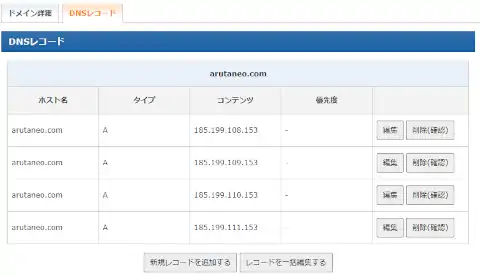 ドメイン詳細 DNSレコード
DNSレコード
arutaneo.com
ホスト名 タイプ コンテンツ 優先度
arutaneo.com A 185.199.108.153 - 編集 削除(確認)
arutaneo.com A 185.199.109.153 - 編集 削除(確認)
arutaneo.com A 185.199.110.153 - 編集 削除(確認)
arutaneo.com A 185.199.111.153 - 編集 削除(確認)
新規レコードを追加する レコードを一括編集する